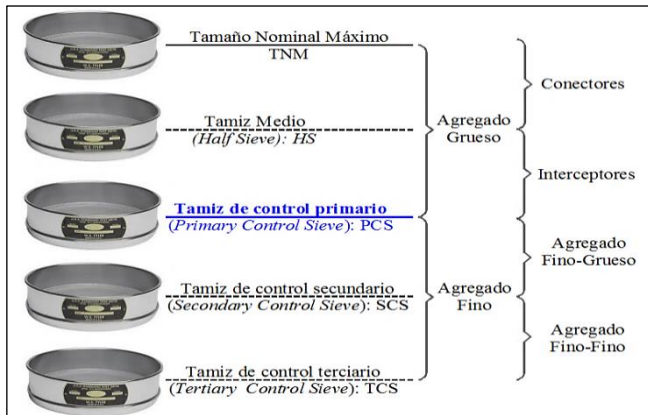 Tamaño Nominal Máximo
TNM
Conectores
Tamiz Medio
(Half Sieve): HS
Agregado
Grueso
Interceptores
Tamiz de control primario
(Primary Control Sieve): PCS
Agregado
Fino-Grueso
Tamiz de control secundario
(Secondary Control Sieve): SCS
Agregado
Fino
Agregado
Fino-Fino
Tamiz de control terciario
(Tertiary Control Sieve): TCS